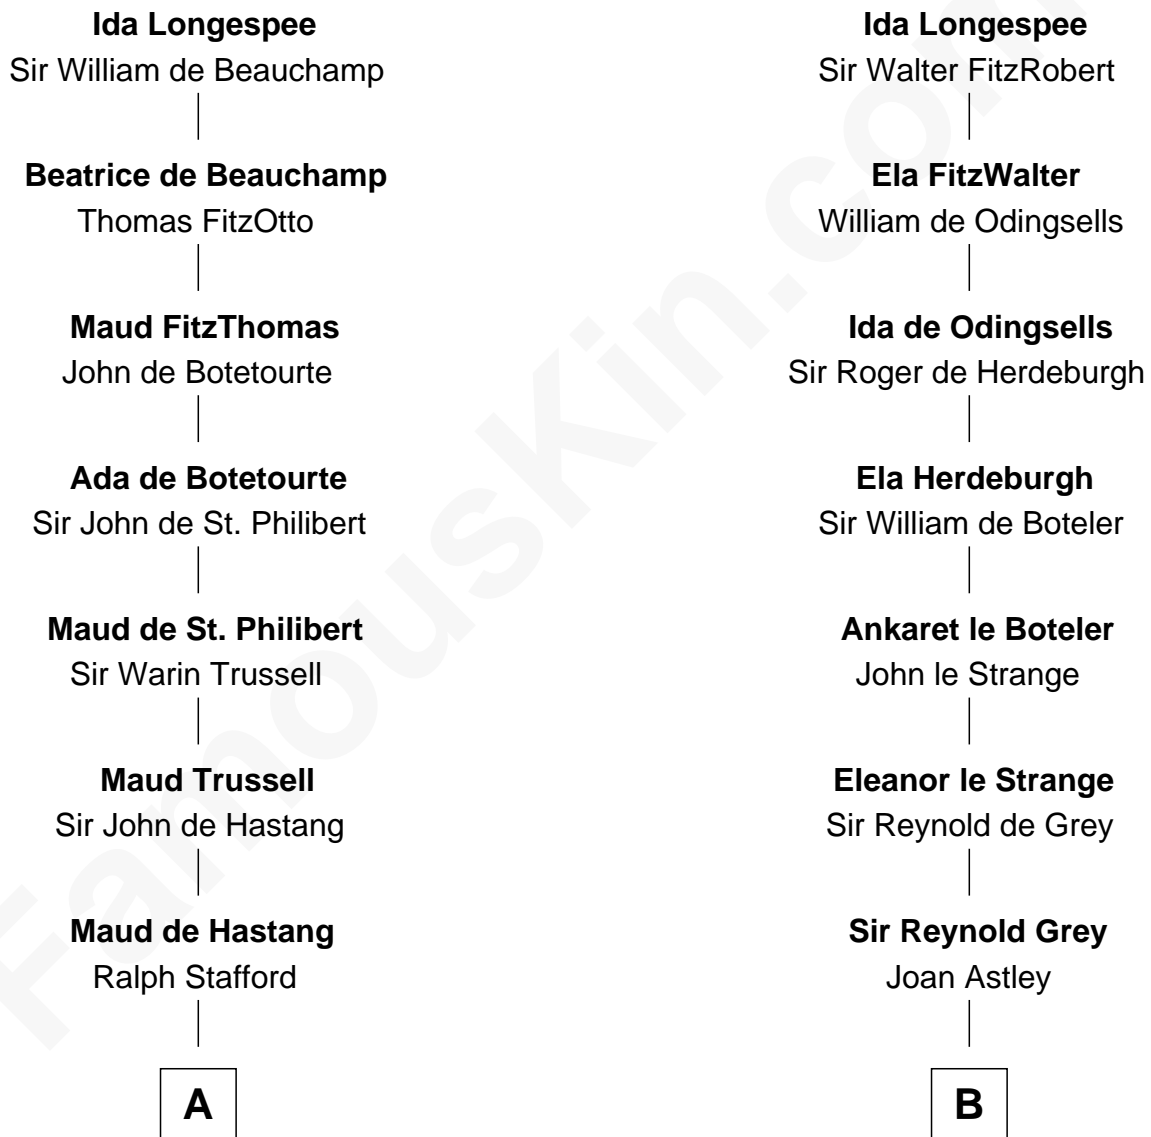 Ida Longespee
Sir William de Beauchamp
Beatrice de Beauchamp
Thomas FitzOtto
Maud FitzThomas
John de Botetourte
Ada de Botetourte
Sir John de St. Philibert
Maud de St. Philibert
Sir Warin Trussell
Maud Trussell
Sir John de Hastang
Maud de Hastang
Ralph Stafford
A
Ida Longespee
Sir Walter FitzRobert
Ela FitzWalter
William de Odingsells
Ida de Odingsells
Sir Roger de Herdeburgh
Ela Herdeburgh
Sir William de Boteler
Ankaret le Boteler
John le Strange
Eleanor le Strange
Sir Reynold de Grey
Sir Reynold Grey
Joan Astley
B
FamousKin.com